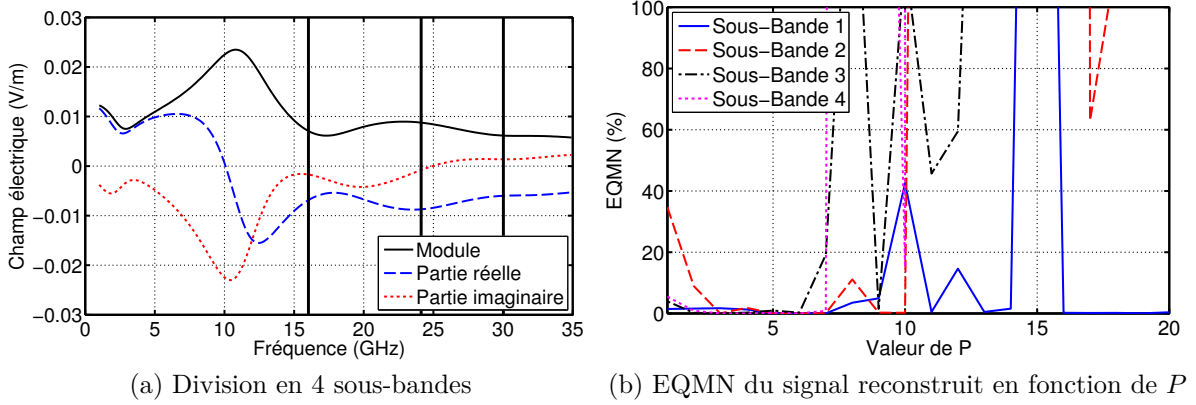 0.03
0.02
0.01
0
−0.01
−0.02
−0.03
Champ électrique (V/m)
0 5 10 15 20 25 30 35
Fréquence (GHz)
Module
Partie réelle
Partie imaginaire
(a) Division en 4 sous-bandes
100
80
60
40
20
0
EQMN (%)
5 10 15 20
Valeur de P
Sous−Bande 1
Sous−Bande 2
Sous−Bande 3
Sous−Bande 4
(b) EQMN du signal reconstruit en fonction de P